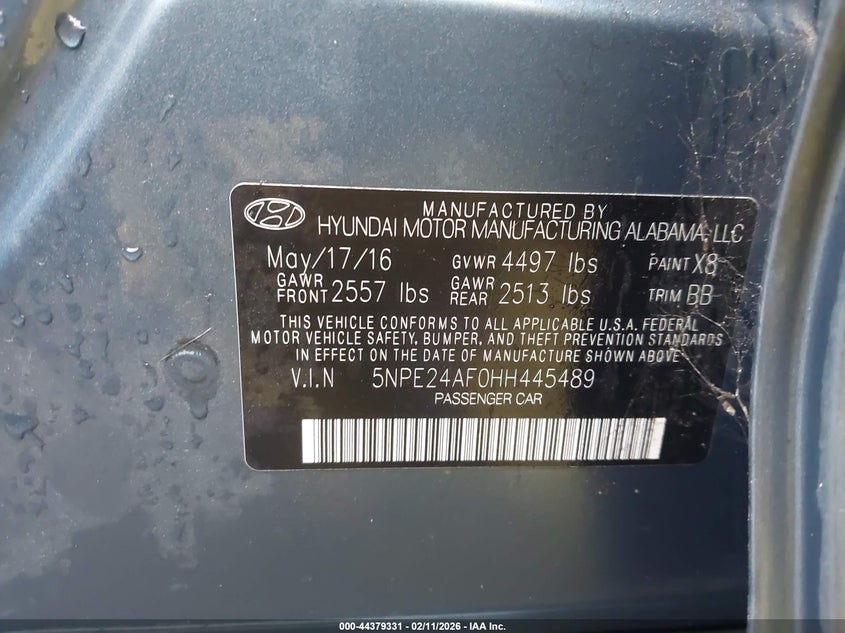 MANUFACTURED BY
HYUNDAI MOTOR MANUFACTURING ALABAMA, LLC
May/17/16 GVWR 4497 lbs PAINT X8
GAWR FRONT 2557 lbs GAWR REAR 2513 lbs TRIM BB
THIS VEHICLE CONFORMS TO ALL APPLICABLE U.S.A. FEDERAL
MOTOR VEHICLE SAFETY, BUMPER, AND THEFT PREVENTION STANDARDS
IN EFFECT ON THE DATE OF MANUFACTURE SHOWN ABOVE
V.I.N 5NPE24AF0HH445489
PASSENGER CAR
000-44379331 - 02/11/2026 - IAA Inc.